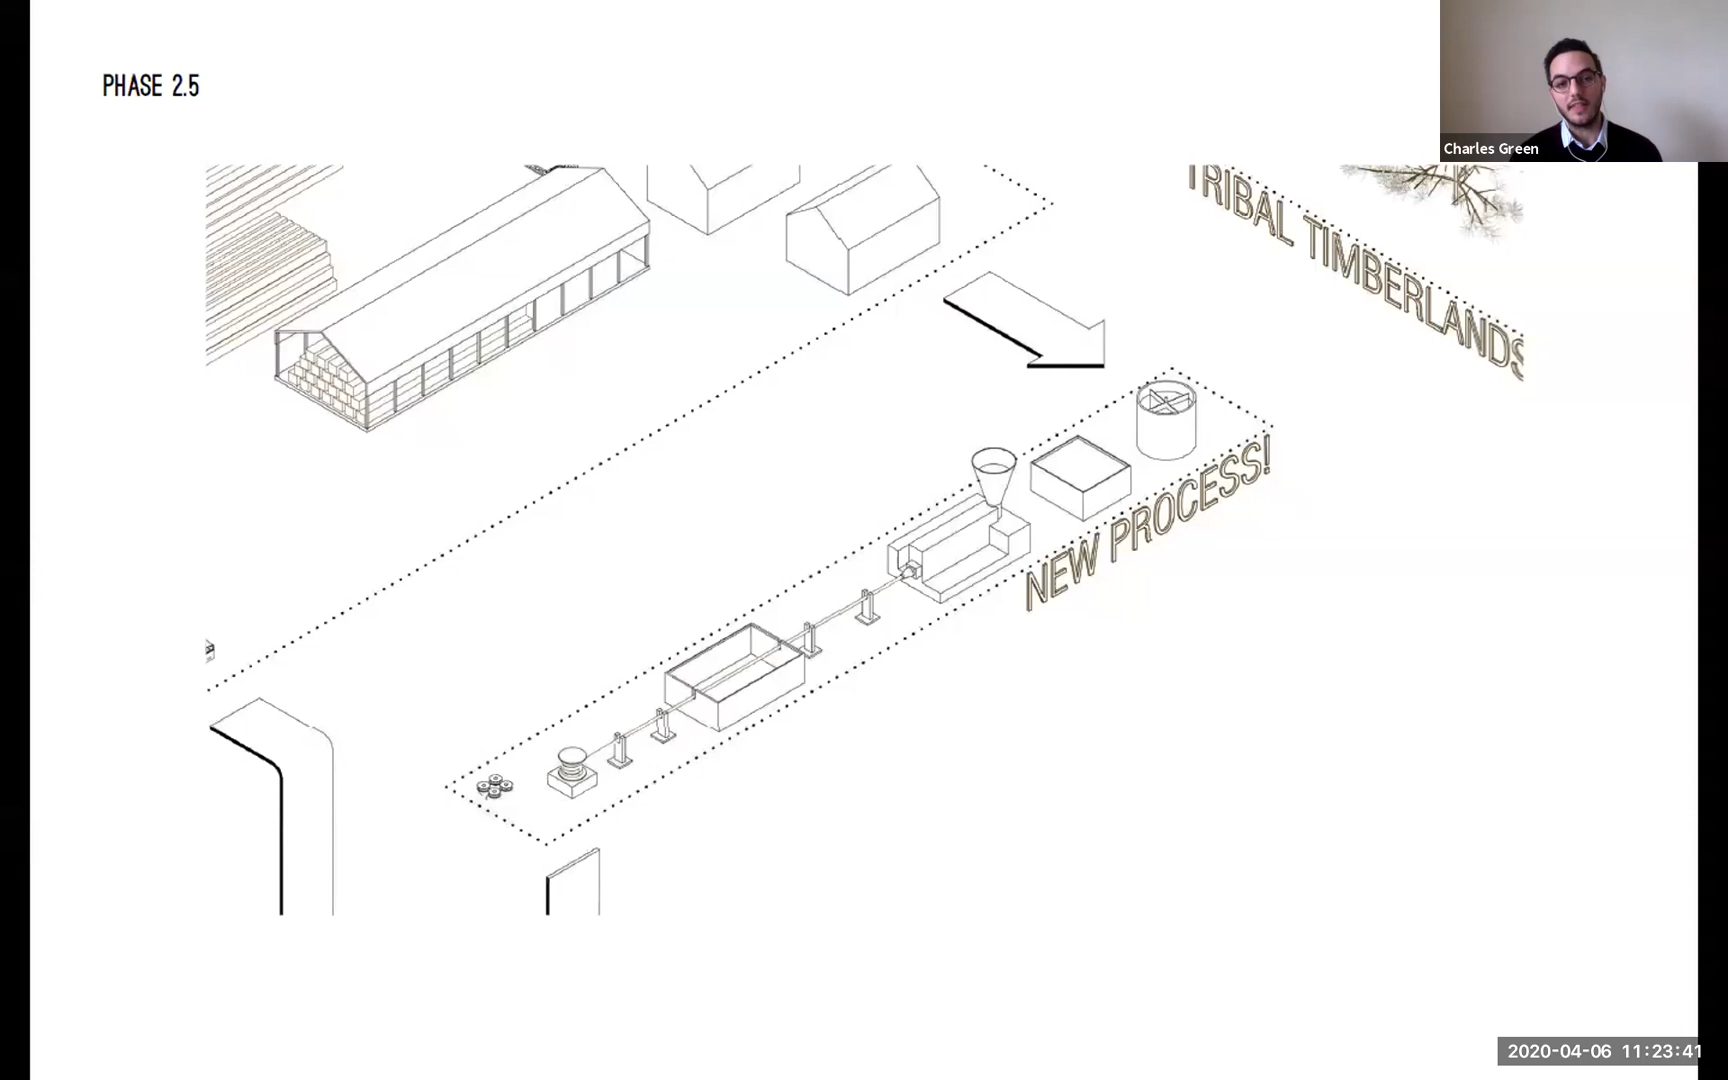 PHASE 2.5
Charles Green
TRIBAL TIMBERLANDS
NEW PROCESS!
2020-04-06 11:23:41